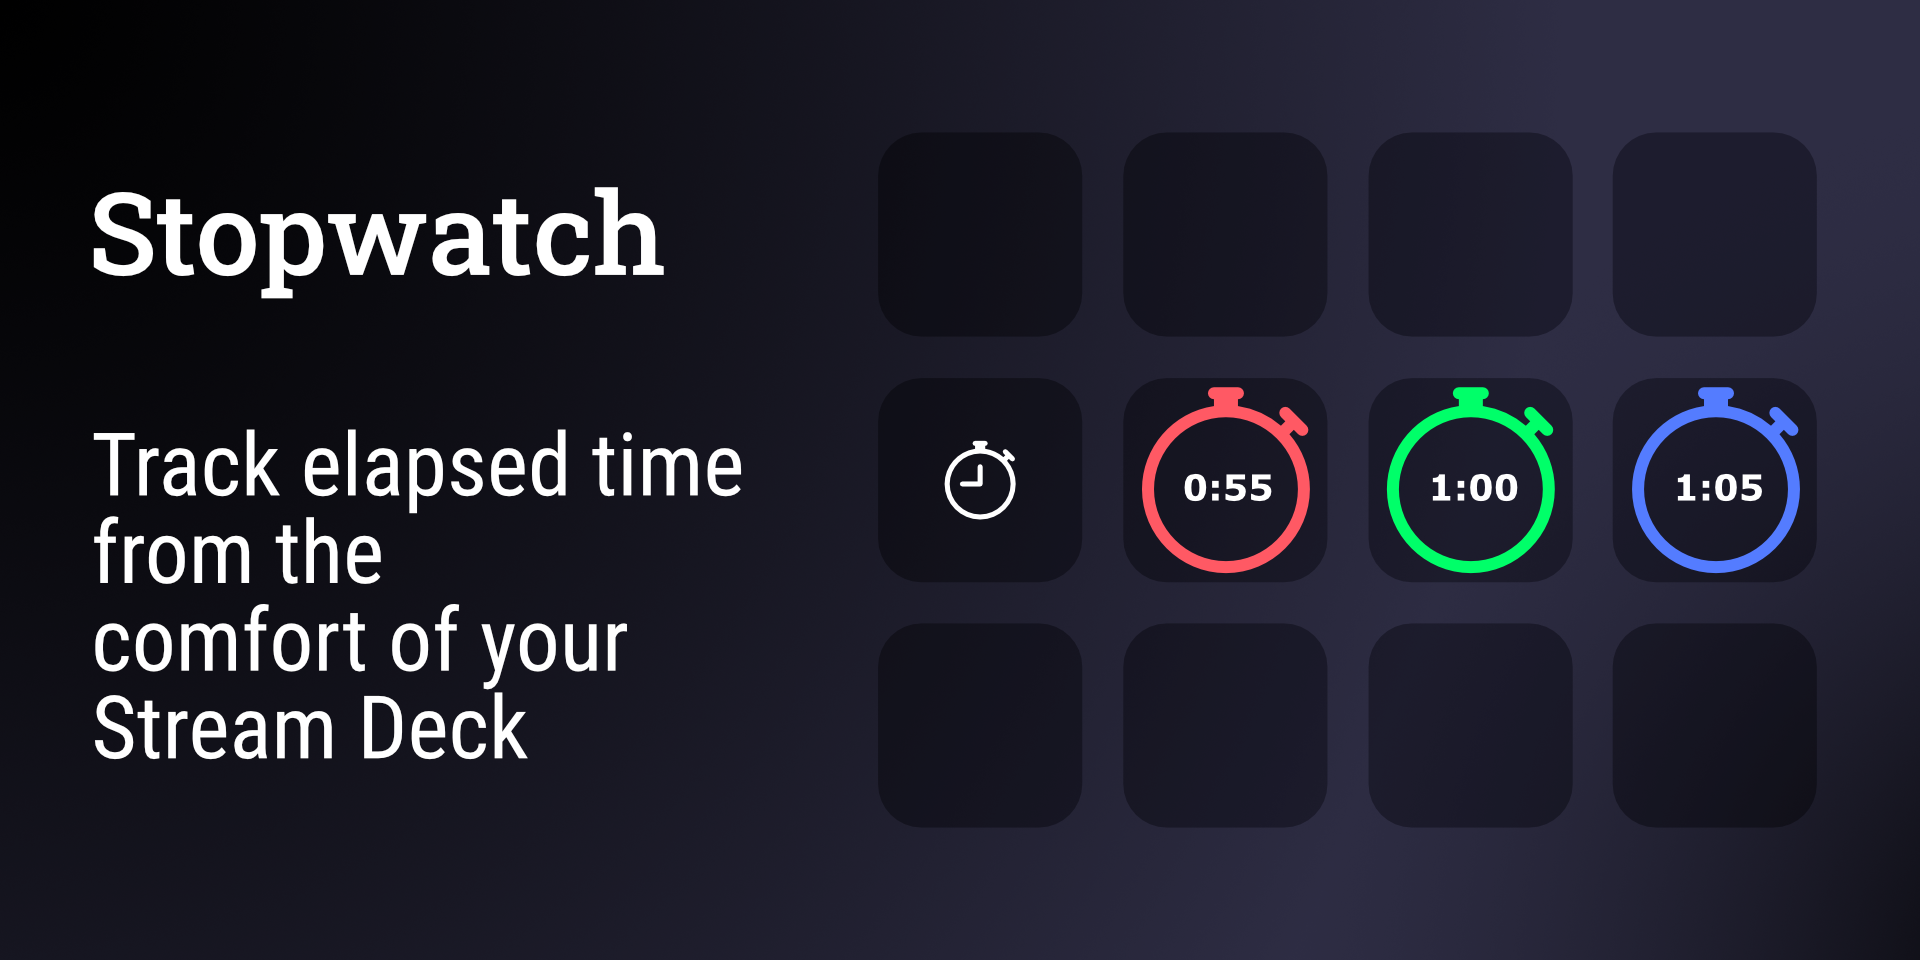 Stopwatch
Track elapsed time
from the
comfort of your
Stream Deck
0:55
1:00
1:05